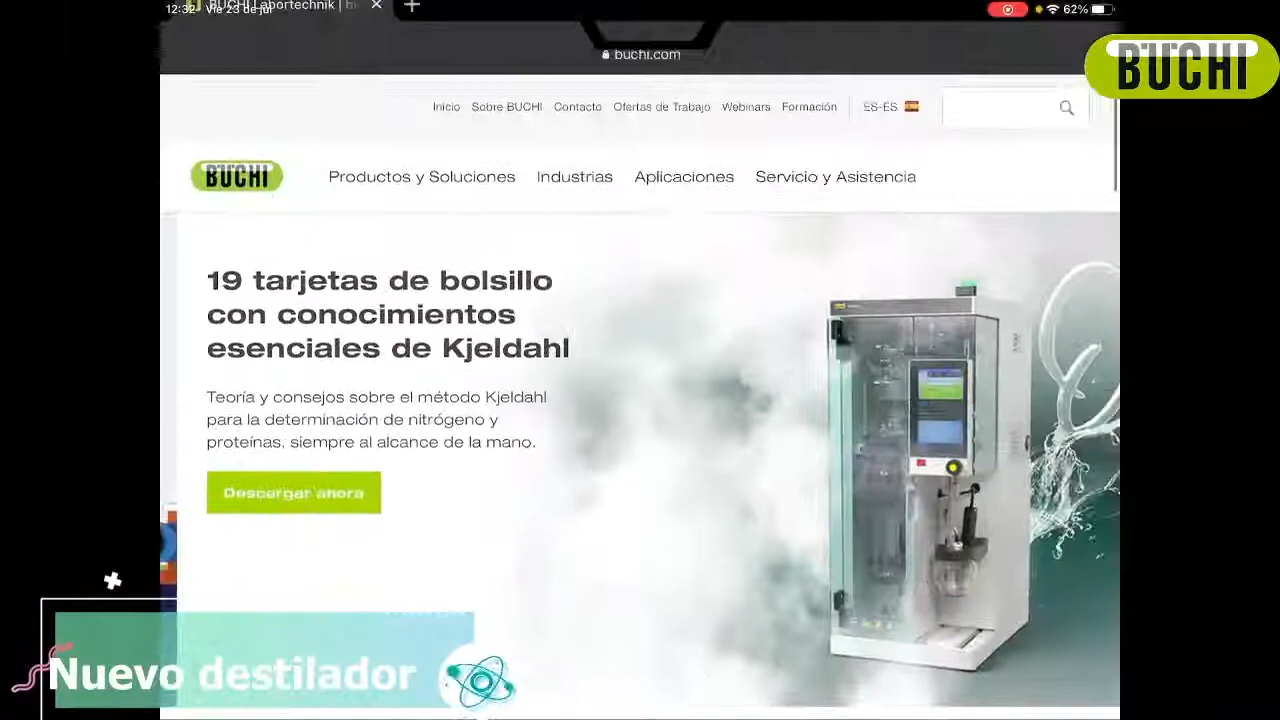 12:32 Vie 23 de jul
BUCHI Labortechnik |
62%
buchi.com
BUCHI
Inicio Sobre BUCHI Contacto Ofertas de Trabajo Webinars Formación ES-ES
BUCHI
Productos y Soluciones Industrias Aplicaciones Servicio y Asistencia
19 tarjetas de bolsillo
con conocimientos
esenciales de Kjeldahl
Teoría y consejos sobre el método Kjeldahl
para la determinación de nitrógeno y
proteínas, siempre al alcance de la mano.
Descargar ahora
Nuevo destilador